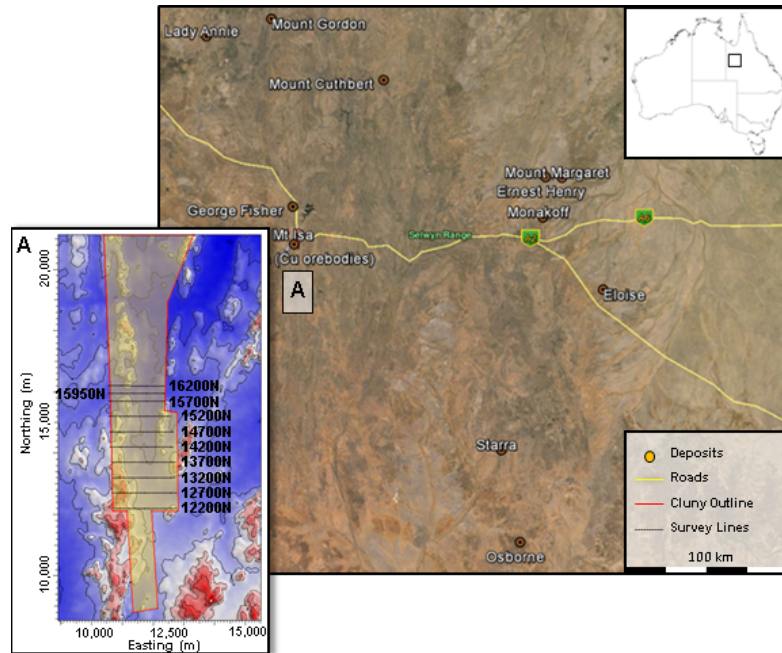 Lady Annie
Mount Gordon
Mount Cuthbert
Mount Margaret
Ernest Henry
Monakoff
George Fisher
Mt Isa
(Cu orebodies)
Selwyn Range
A
Eloise
Starra
Osborne
Deposits
Roads
Cluny Outline
Survey Lines
100 km
A
20,000
15,000
10,000
Northing (m)
16200N
15950N
15700N
15200N
14700N
14200N
13700N
13200N
12700N
12200N
10,000
12,500
15,500
Easting (m)